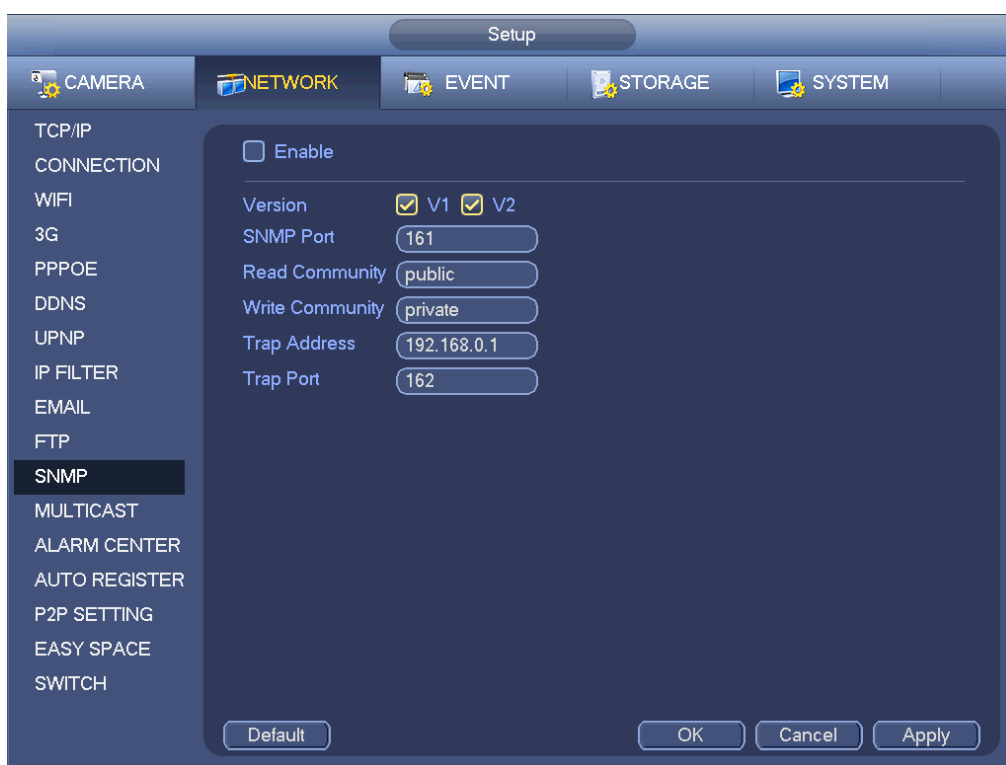 Setup
CAMERA NETWORK EVENT STORAGE SYSTEM
TCP/IP
CONNECTION
WIFI
3G
PPPOE
DDNS
UPNP
IP FILTER
EMAIL
FTP
SNMP
MULTICAST
ALARM CENTER
AUTO REGISTER
P2P SETTING
EASY SPACE
SWITCH
Enable
Version V1 V2
SNMP Port 161
Read Community public
Write Community private
Trap Address 192.168.0.1
Trap Port 162
Default OK Cancel Apply